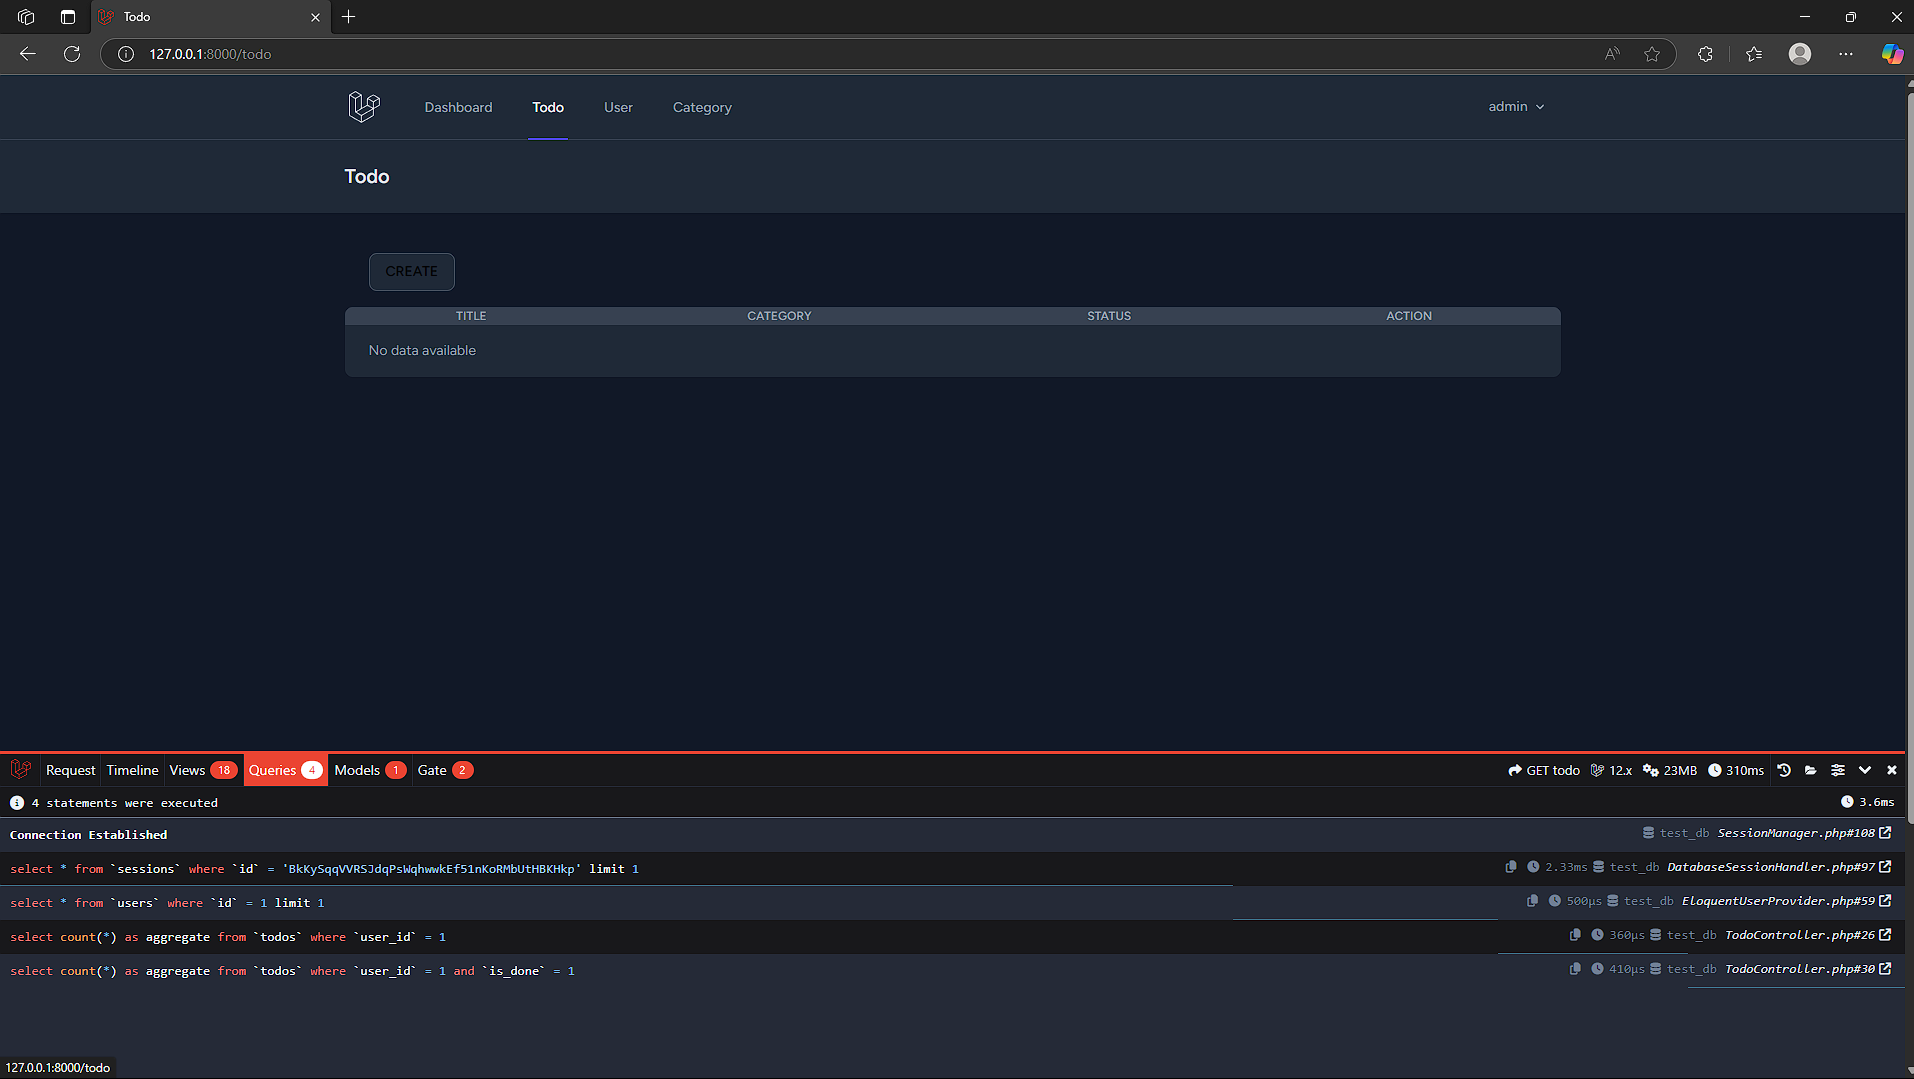 Todo
127.0.0.1:8000/todo
Dashboard Todo User Category admin
Todo
CREATE
TITLE CATEGORY STATUS ACTION
No data available
Request Timeline Views 18 Queries 4 Models 1 Gate 2 GET todo 12.x 23MB 310ms
4 statements were executed 3.6ms
Connection Established test_db SessionManager.php#108
select * from `sessions` where `id` = 'BkKySqqVVRSJdqPsWqhwwkEf51nKoRMbUtHBKHkp' limit 1 2.33ms test_db DatabaseSessionHandler.php#97
select * from `users` where `id` = 1 limit 1 500μs test_db EloquentUserProvider.php#59
select count(*) as aggregate from `todos` where `user_id` = 1 360μs test_db TodoController.php#26
select count(*) as aggregate from `todos` where `user_id` = 1 and `is_done` = 1 410μs test_db TodoController.php#30
127.0.0.1:8000/todo